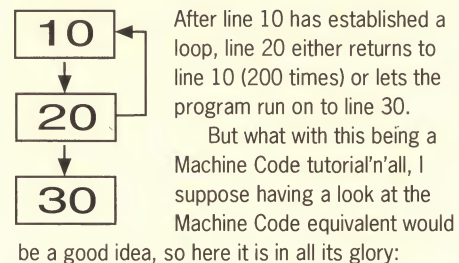 10
20
30
After line 10 has established a
loop, line 20 either returns to
line 10 (200 times) or lets the
program run on to line 30.
But what with this being a
Machine Code tutorial'n'all, I
suppose having a look at the
Machine Code equivalent would
be a good idea, so here it is in all its glory: